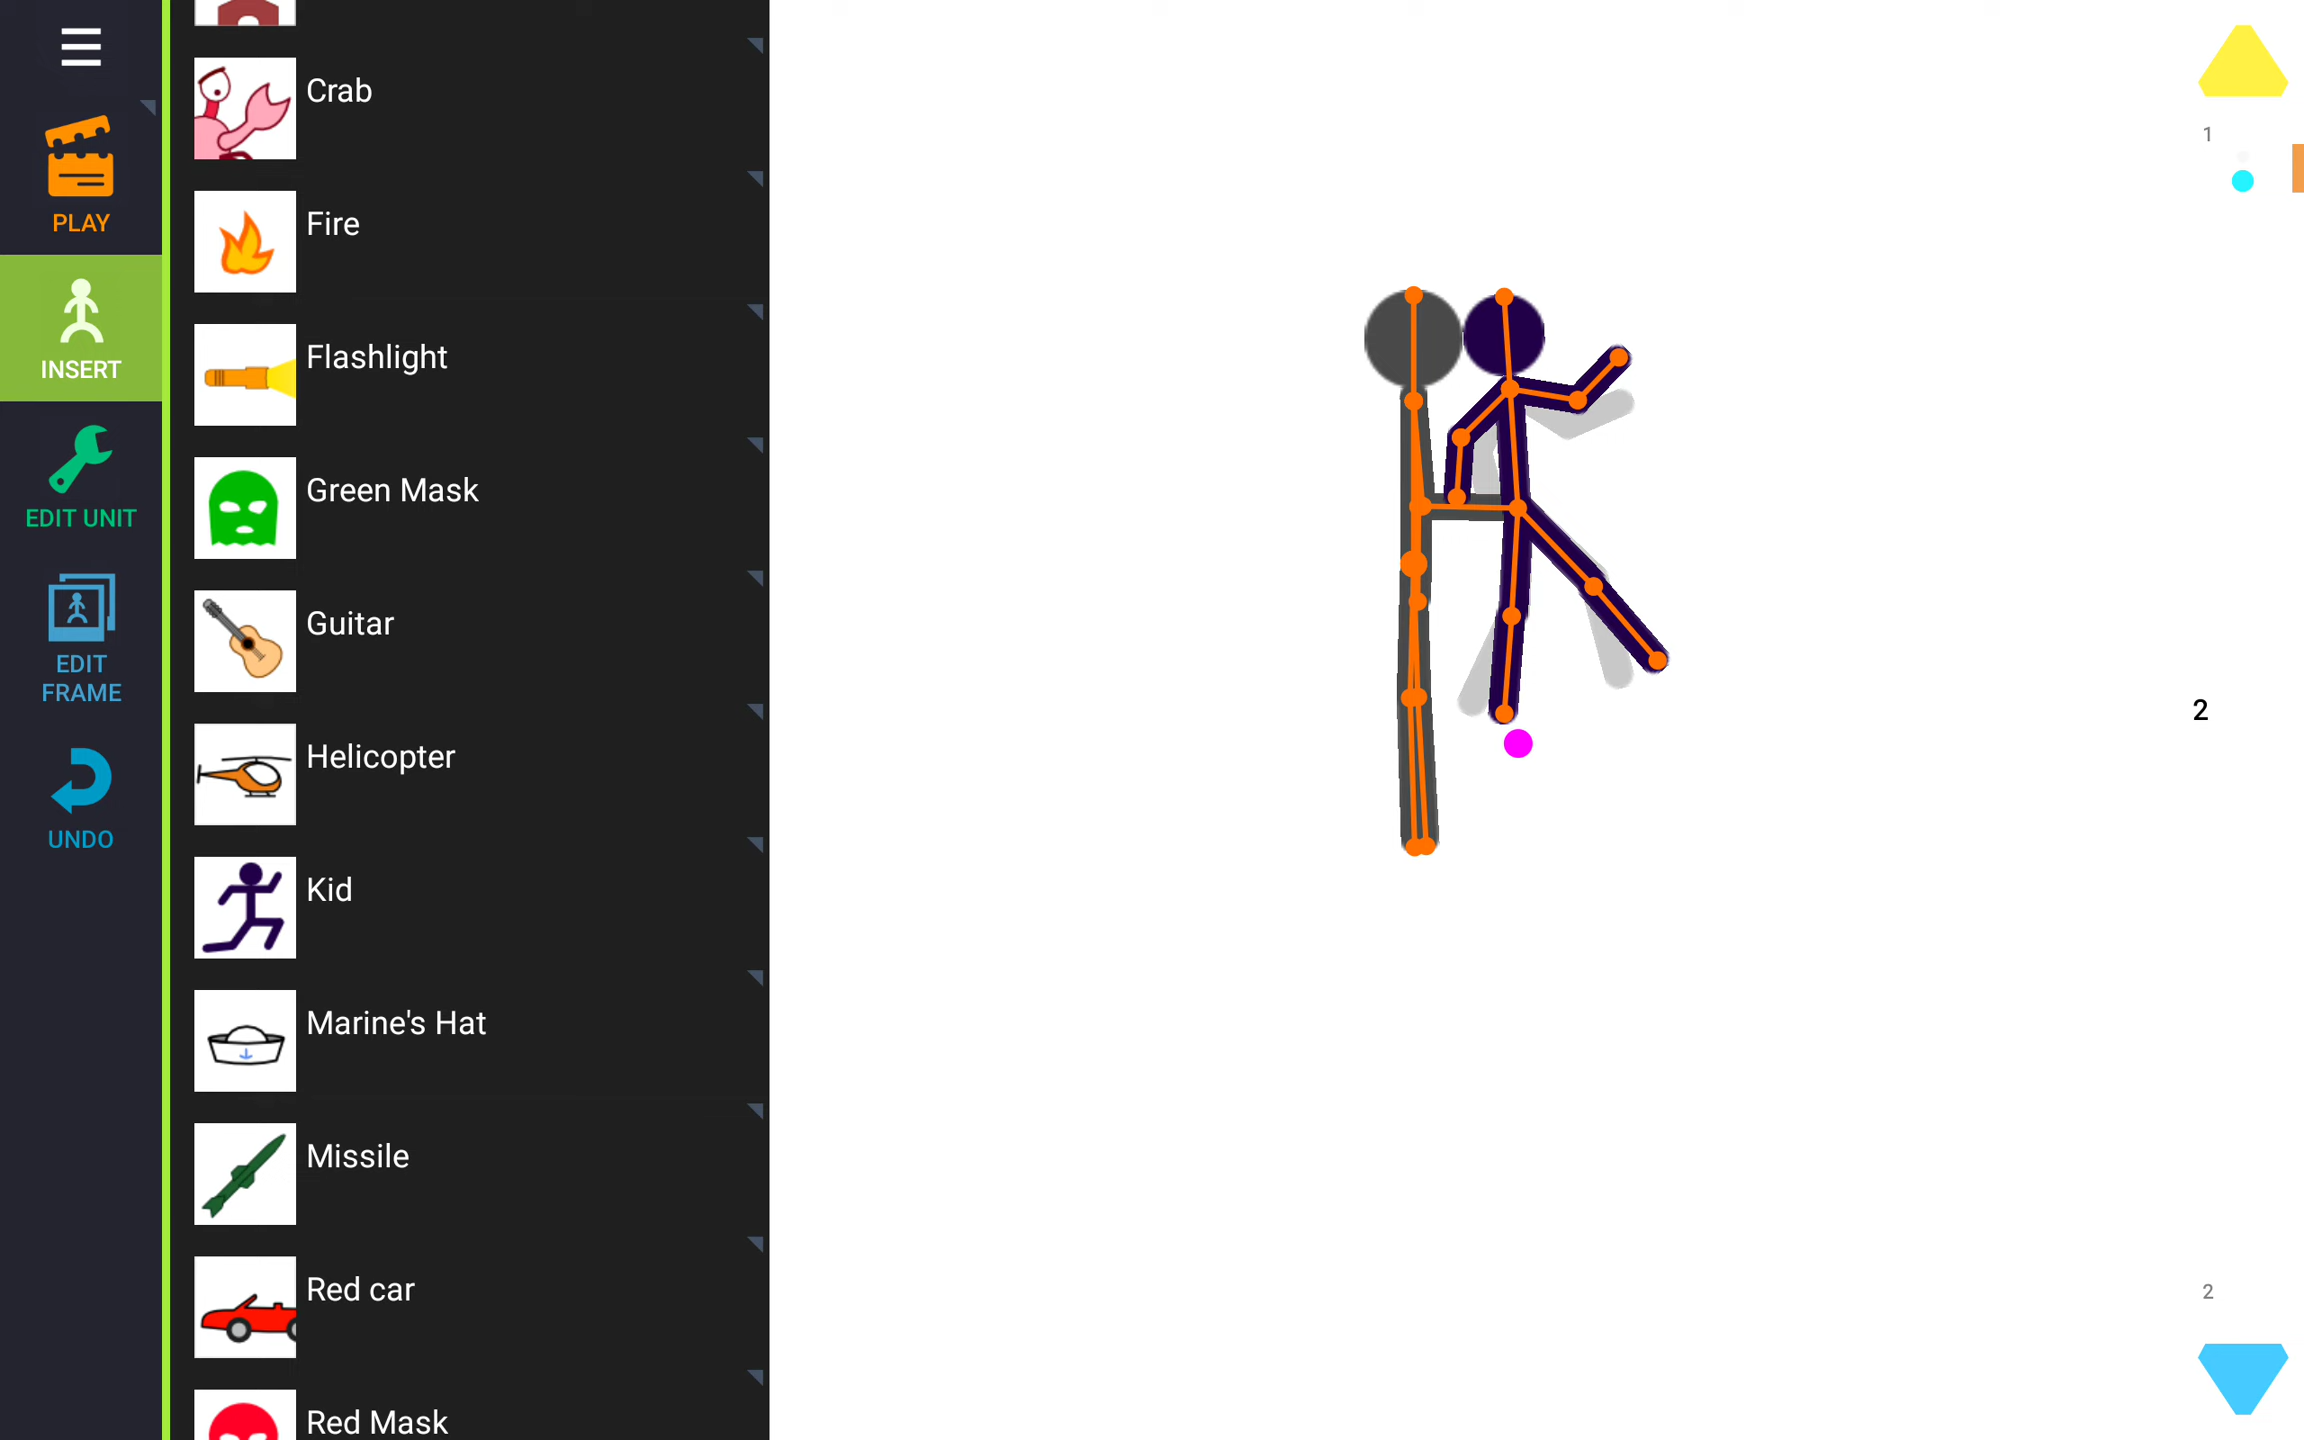 PLAY
INSERT
EDIT UNIT
EDIT
FRAME
UNDO
Crab
Fire
Flashlight
Green Mask
Guitar
Helicopter
Kid
Marine's Hat
Missile
Red car
Red Mask
1
2
2